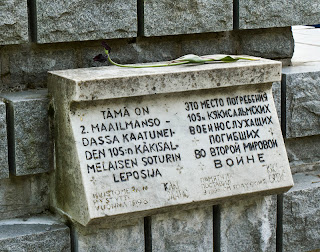 TÄMÄ ON
2. MAAILMANSO-
DASSA KAATUNEI-
DEN 105:N KÄKISAL-
MELAISEN SOTURIN
LEPOSIJA
ЭТО МЕСТО ПОГРЕБЕНИЯ
105и КЯКИСАЛЬМСКИХ
ВОЕННОСЛУЖАЩИХ
ПОГИБШИХ
ВО ВТОРОЙ МИРОВОЙ
ВОЙНЕ